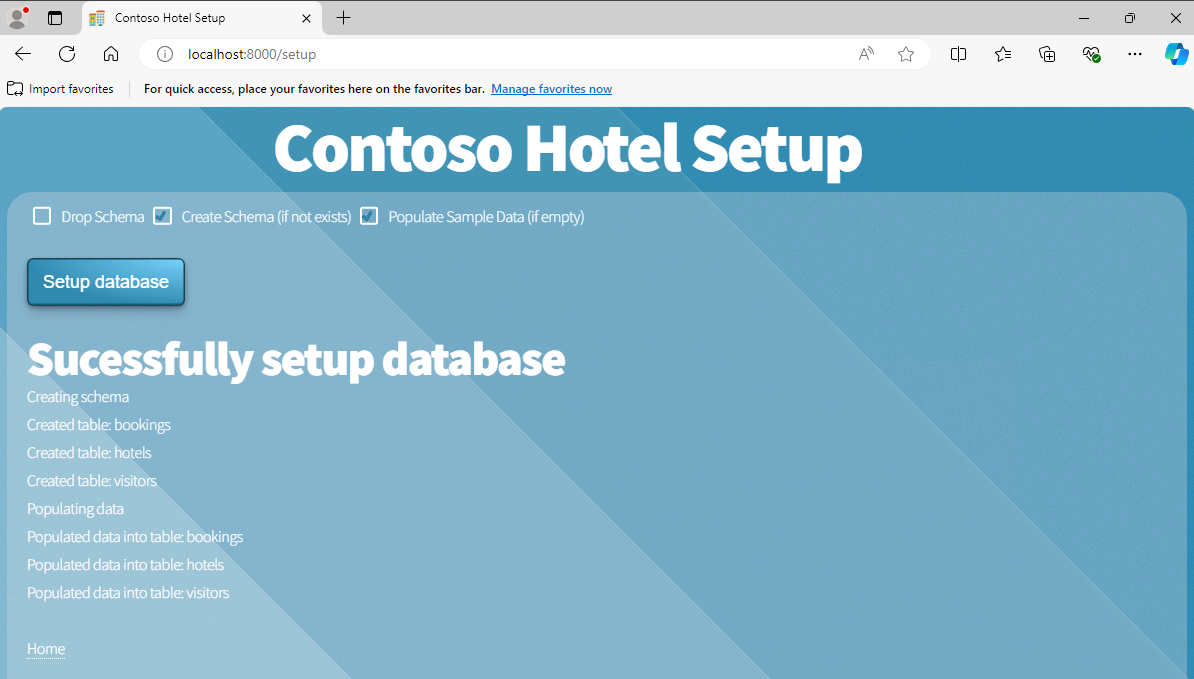 Contoso Hotel Setup
localhost:8000/setup
Import favorites For quick access, place your favorites here on the favorites bar. Manage favorites now
Contoso Hotel Setup
Drop Schema Create Schema (if not exists) Populate Sample Data (if empty)
Setup database
Sucessfully setup database
Creating schema
Created table: bookings
Created table: hotels
Created table: visitors
Populating data
Populated data into table: bookings
Populated data into table: hotels
Populated data into table: visitors
Home